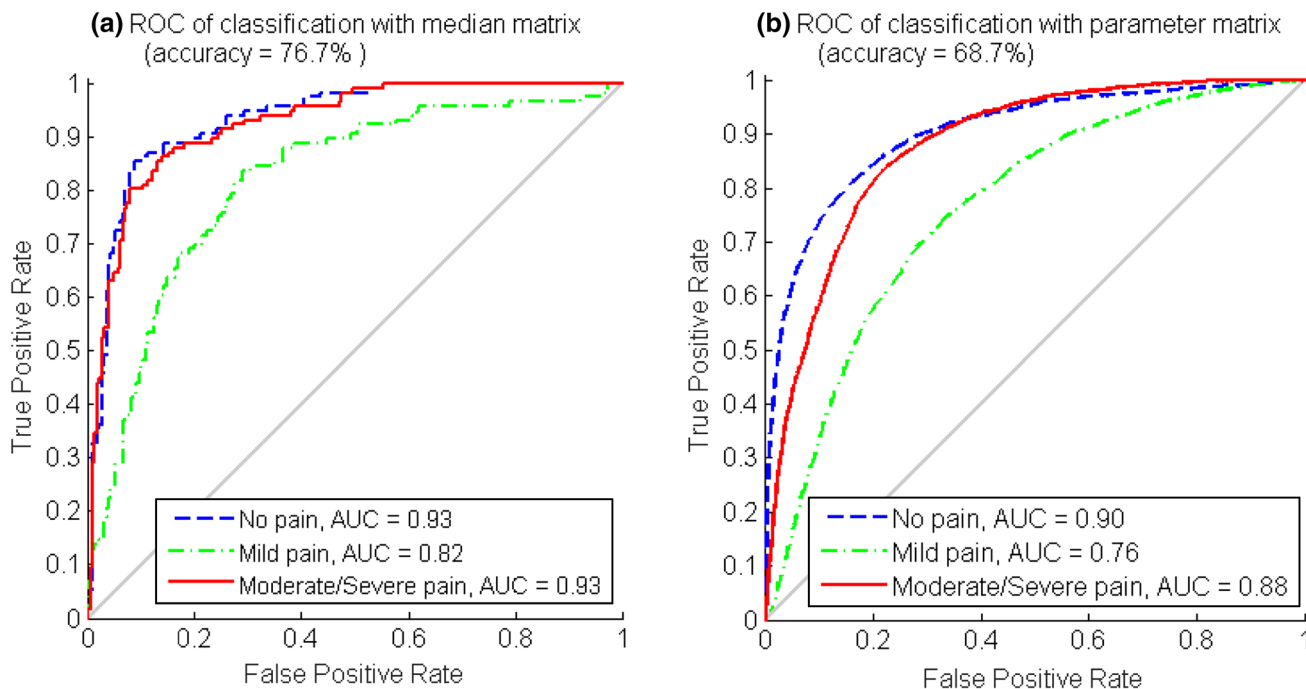 (a) ROC of classification with median matrix
(accuracy = 76.7% )
1
0.9
0.8
0.7
0.6
0.5
0.4
0.3
0.2
0.1
0
True Positive Rate
No pain, AUC = 0.93
Mild pain, AUC = 0.82
Moderate/Severe pain, AUC = 0.93
0 0.2 0.4 0.6 0.8 1
False Positive Rate
(b) ROC of classification with parameter matrix
(accuracy = 68.7%)
1
0.9
0.8
0.7
0.6
0.5
0.4
0.3
0.2
0.1
0
True Positive Rate
No pain, AUC = 0.90
Mild pain, AUC = 0.76
Moderate/Severe pain, AUC = 0.88
0 0.2 0.4 0.6 0.8 1
False Positive Rate